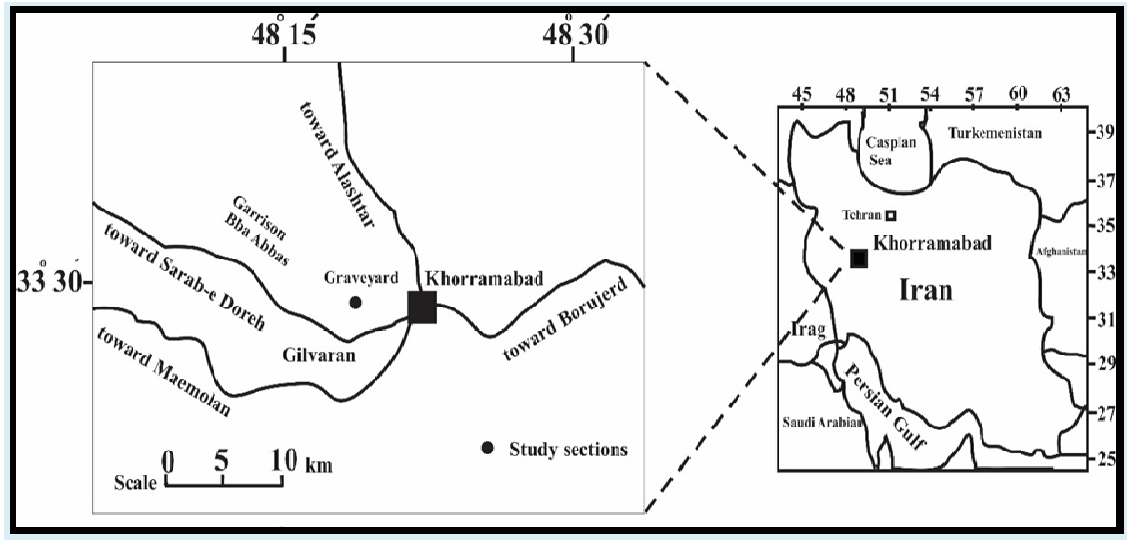 48° 15′
48° 30′
33° 30′
toward Alashtar
Garrison
Bba Abbas
toward Sarab-e Doreh
Graveyard
Khorramabad
toward Borujerd
Gilvaran
toward Maemolan
Study sections
0 5 10 km
Scale
45 48 51 54 57 60 63
39
37
35
33
31
29
27
25
Caspian
Sea
Turkemenistan
Tehran
Khorramabad
Afghanistan
Iran
Irag
Persian Gulf
Saudi Arabian